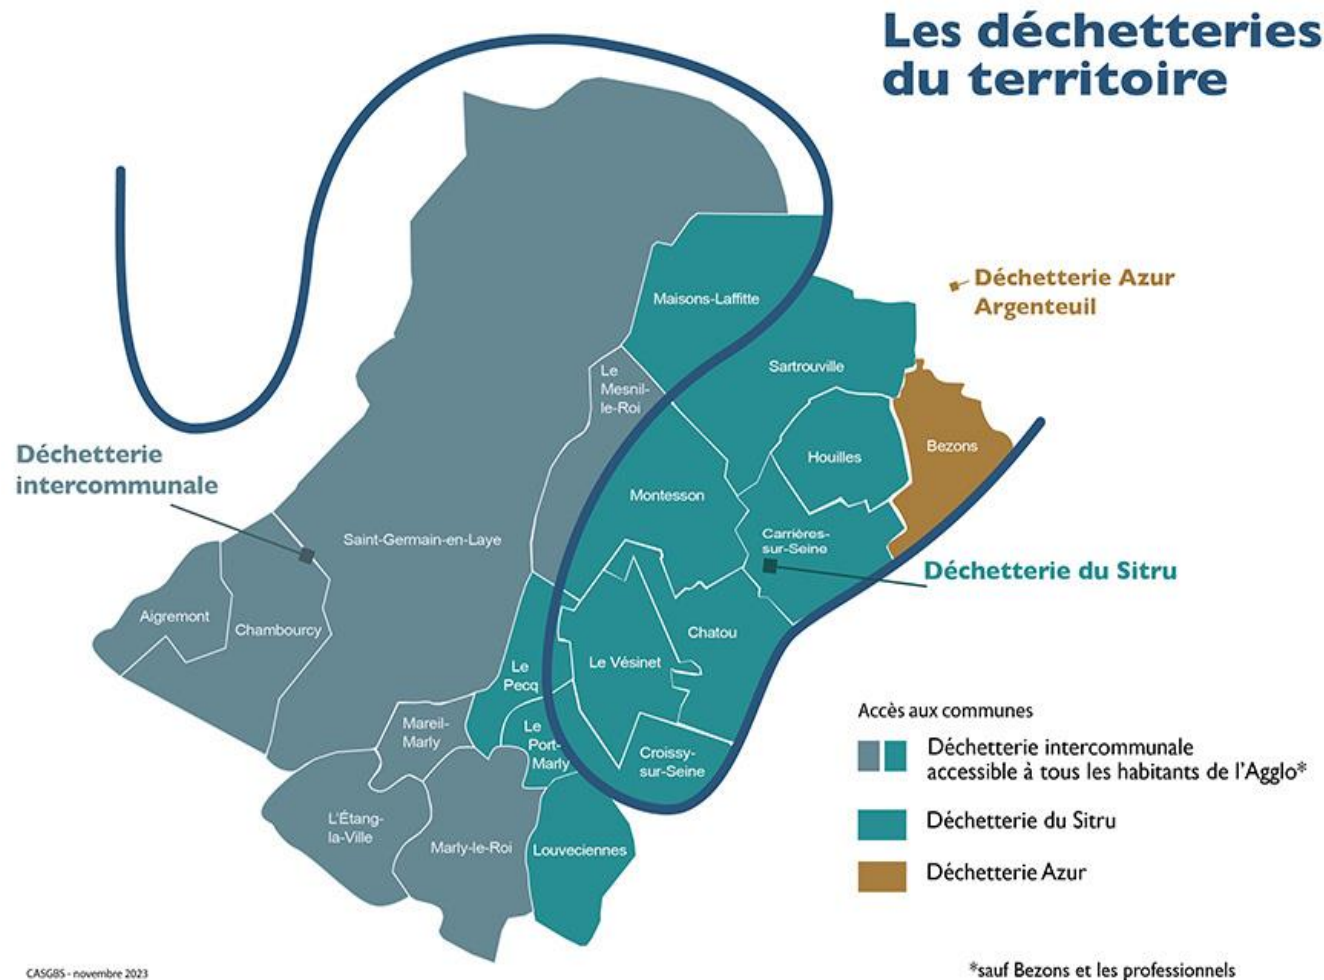 Les déchetteries
du territoire
Déchetterie Azur
Argenteuil
Maisons-Laffitte
Sartrouville
Le
Mesnil-
le-Roi
Bezons
Houilles
Déchetterie
intercommunale
Montesson
Saint-Germain-en-Laye
Carrières-
sur-Seine
Déchetterie du Sitru
Aigremont
Chambourcy
Chatou
Le Vésinet
Le
Pecq
Mareil-
Marly
Le
Port-
Marly
Croissy-
sur-Seine
L'Étang-
la-Ville
Marly-le-Roi
Louveciennes
Accès aux communes
Déchetterie intercommunale
accessible à tous les habitants de l'Agglo*
Déchetterie du Sitru
Déchetterie Azur
CASGBS - novembre 2023
*sauf Bezons et les professionnels